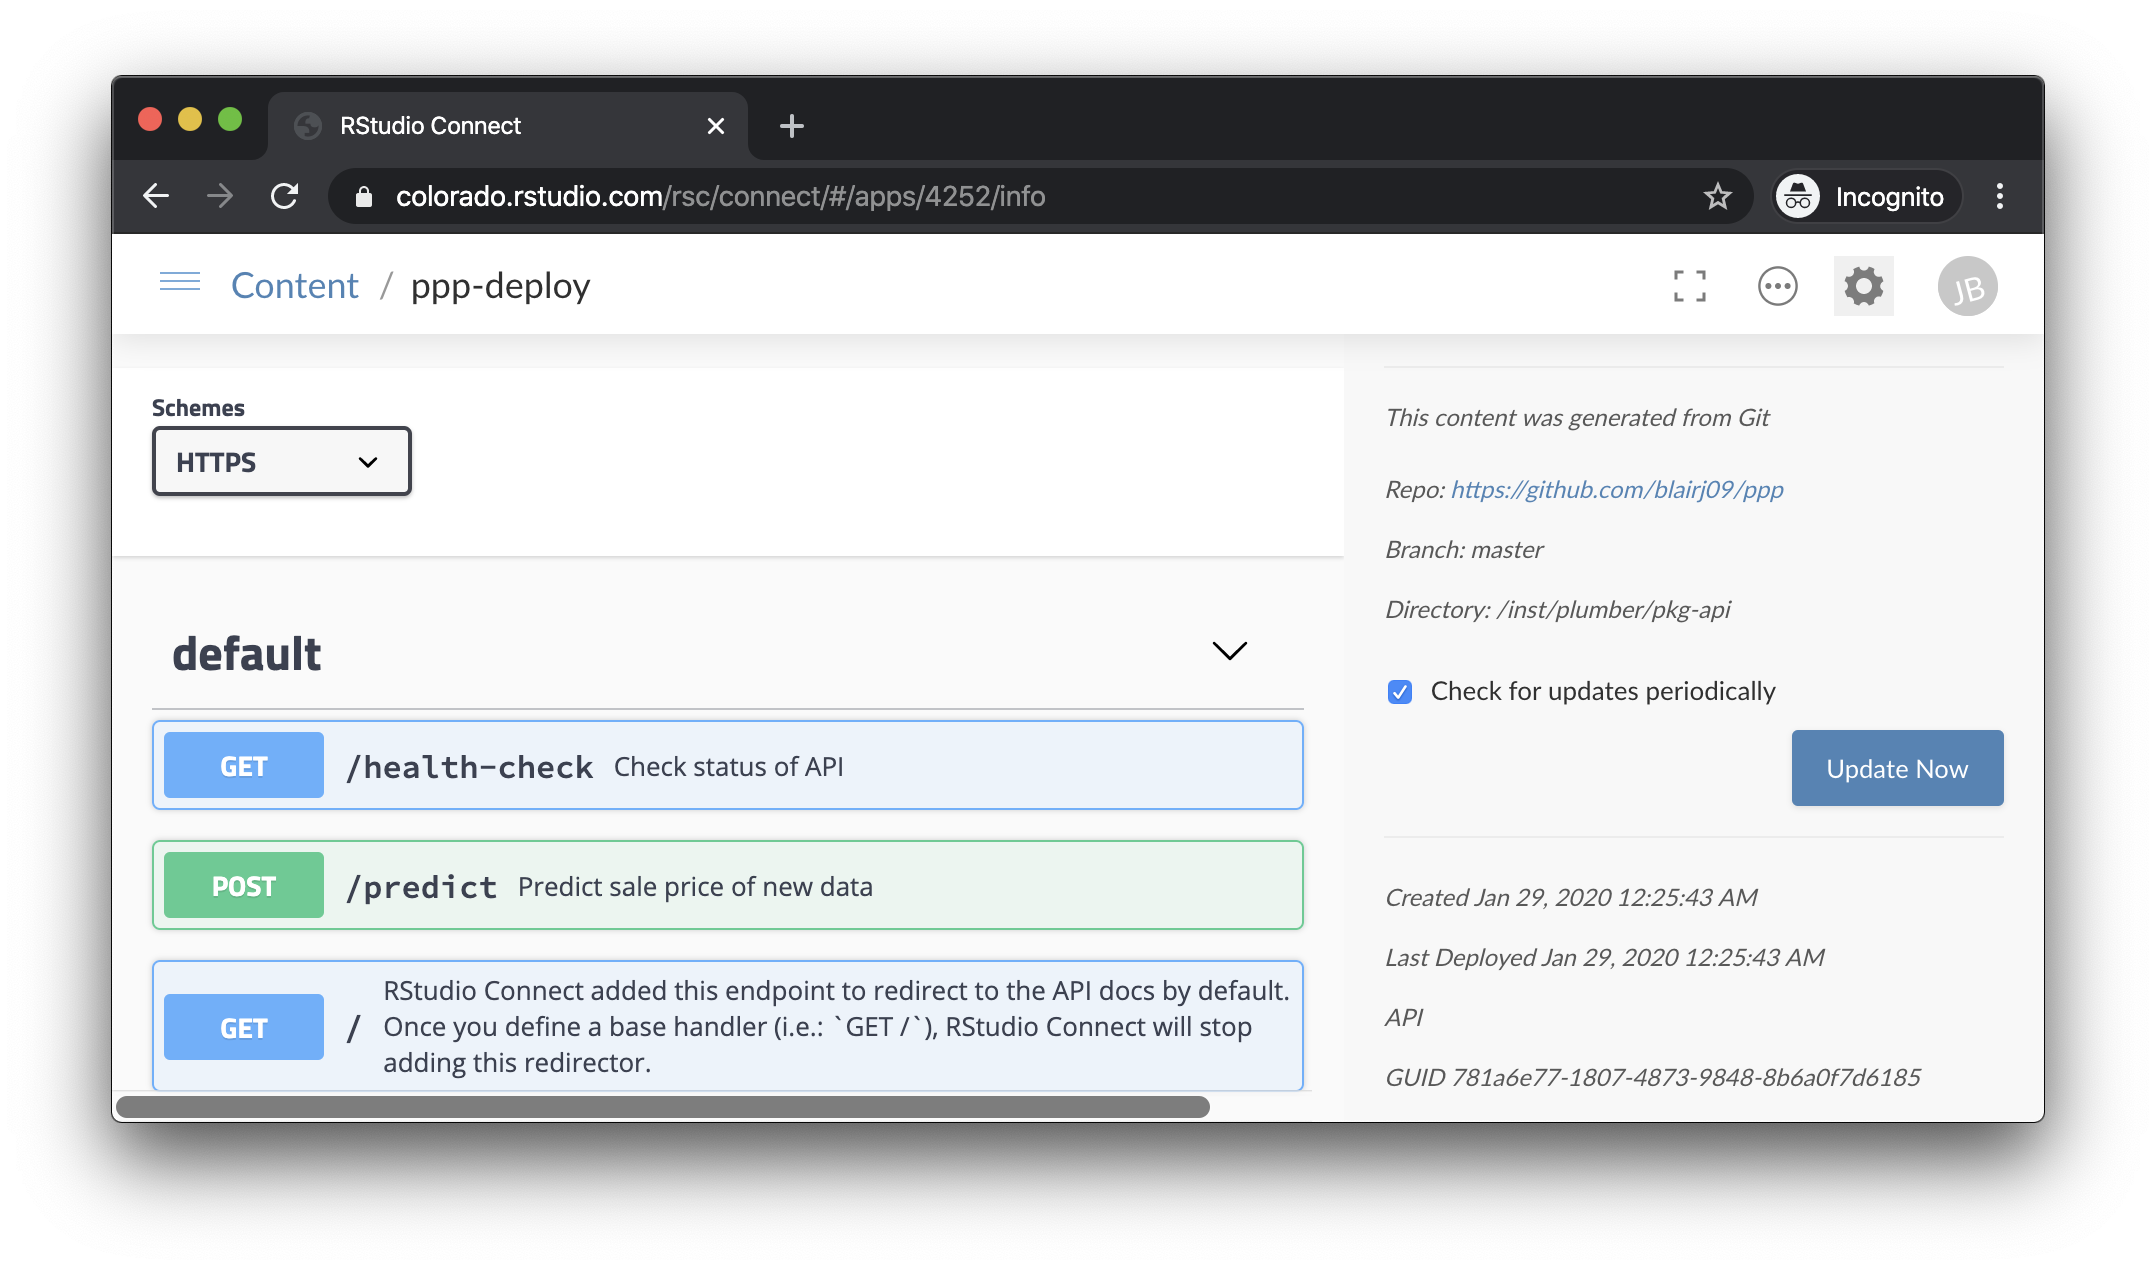 RStudio Connect
colorado.rstudio.com/rsc/connect/#/apps/4252/info
Incognito
Content / ppp-deploy
JB
Schemes
HTTPS
default
GET /health-check Check status of API
POST /predict Predict sale price of new data
GET / RStudio Connect added this endpoint to redirect to the API docs by default.
Once you define a base handler (i.e.: `GET /`), RStudio Connect will stop
adding this redirector.
This content was generated from Git
Repo: https://github.com/blairj09/ppp
Branch: master
Directory: /inst/plumber/pkg-api
Check for updates periodically
Update Now
Created Jan 29, 2020 12:25:43 AM
Last Deployed Jan 29, 2020 12:25:43 AM
API
GUID 781a6e77-1807-4873-9848-8b6a0f7d6185